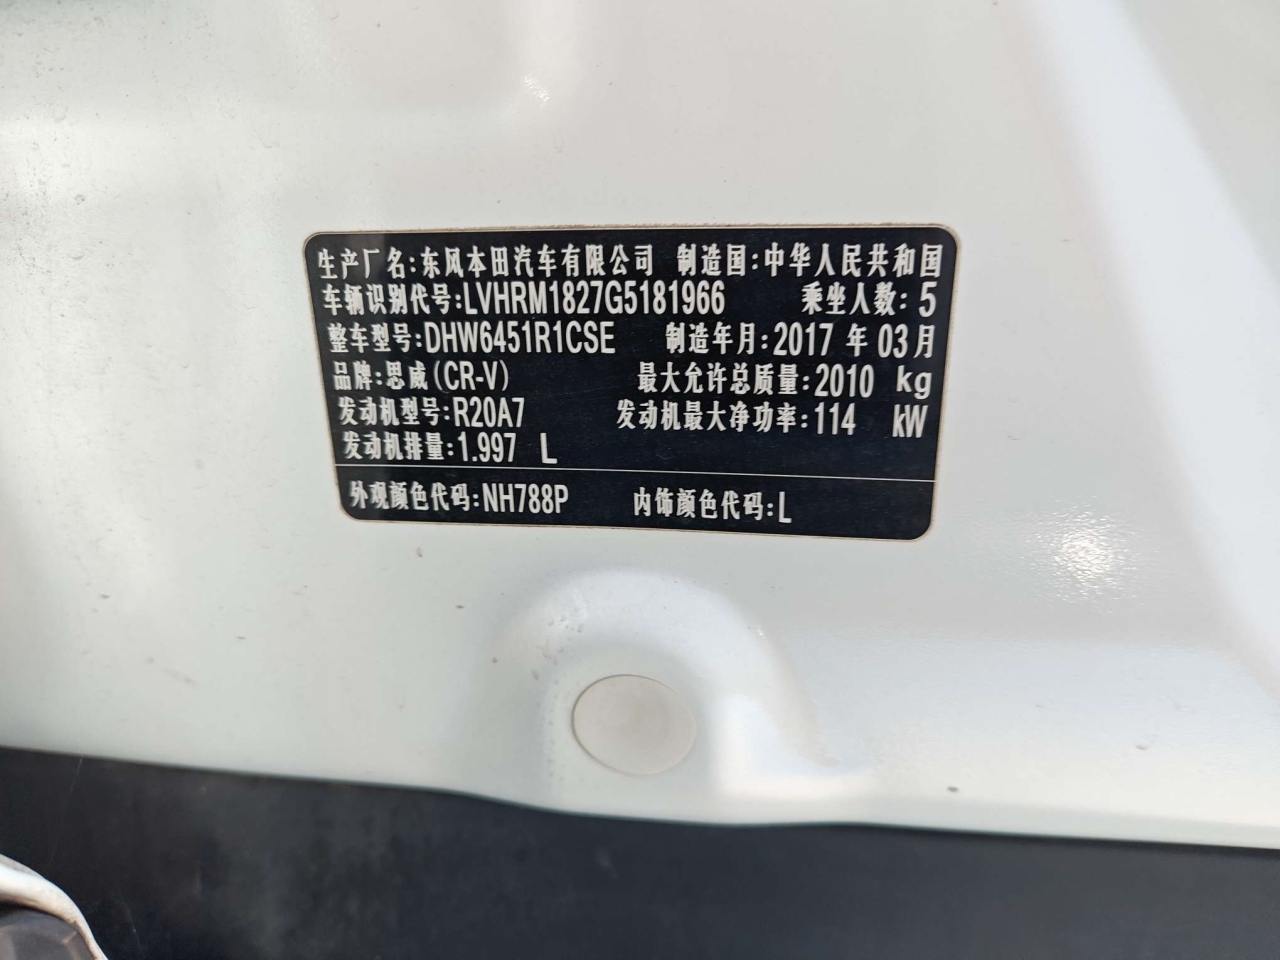 生产厂名:东风本田汽车有限公司 制造国:中华人民共和国
车辆识别代号:LVHRM1827G5181966 乘坐人数:5
整车型号:DHW6451R1CSE 制造年月:2017 年 03 月
品牌:思威(CR-V) 最大允许总质量:2010 kg
发动机型号:R20A7 发动机最大净功率:114 kW
发动机排量:1.997 L
外观颜色代码:NH788P 内饰颜色代码:L